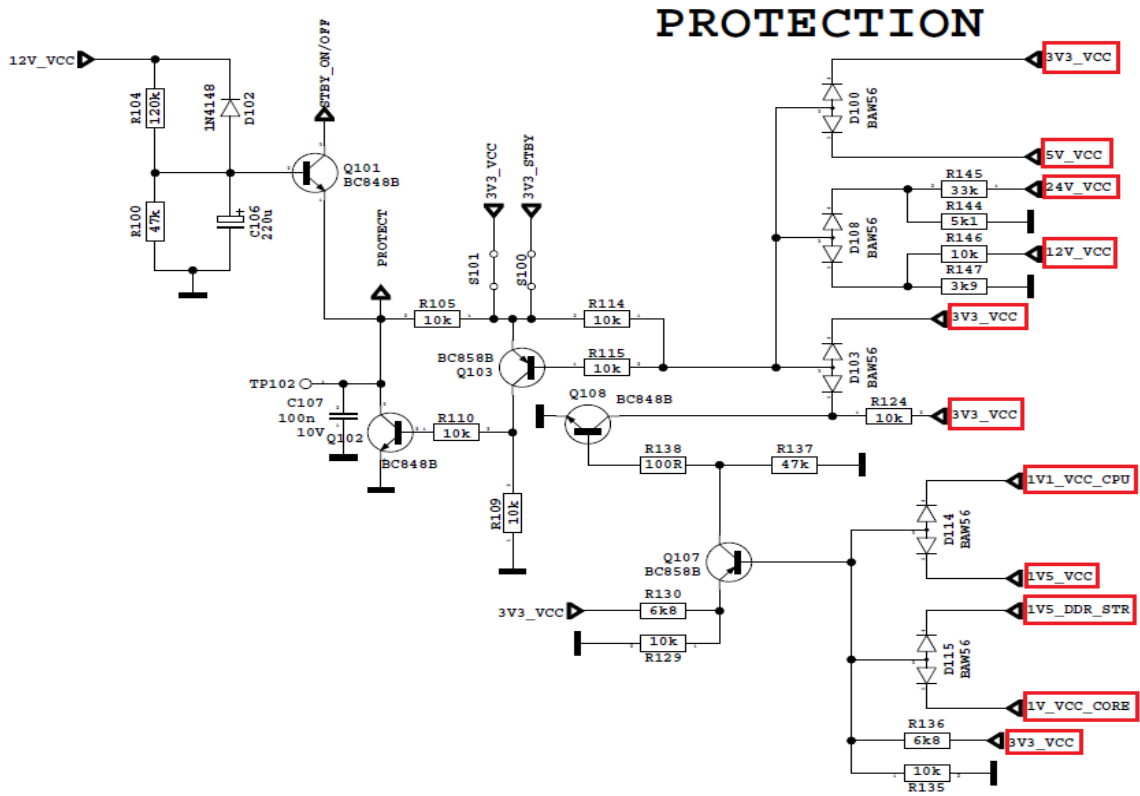 PROTECTION
12V_VCC
R104
120k
1N4148
D102
STBY_ON/OFF
Q101
BC848B
R100
47k
C106
220u
PROTECT
3V3_VCC
3V3_STBY
S101
S100
R105
10k
R114
10k
BC858B
Q103
R115
10k
TP102
C107
100n
10V
Q102
BC848B
R110
10k
R109
10k
Q108
BC848B
R138
100R
R137
47k
Q107
BC858B
3V3_VCC
R130
6k8
10k
R129
D100
BAW56
3V3_VCC
5V_VCC
D108
BAW56
R145
33k
24V_VCC
R144
5k1
R146
10k
12V_VCC
R147
3k9
3V3_VCC
D103
BAW56
R124
10k
3V3_VCC
1V1_VCC_CPU
D114
BAW56
1V5_VCC
1V5_DDR_STR
D115
BAW56
1V_VCC_CORE
R136
6k8
3V3_VCC
10k
R135